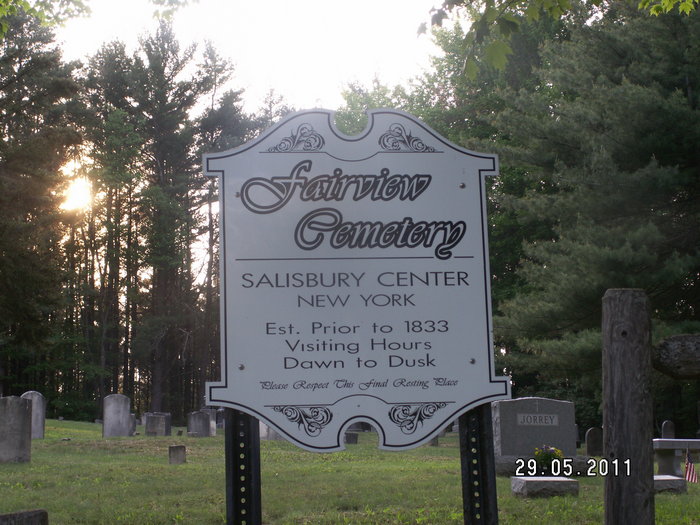 Fairview
Cemetery
SALISBURY CENTER
NEW YORK
Est. Prior to 1833
Visiting Hours
Dawn to Dusk
Please Respect This Final Resting Place
JORREY
29.05.2011